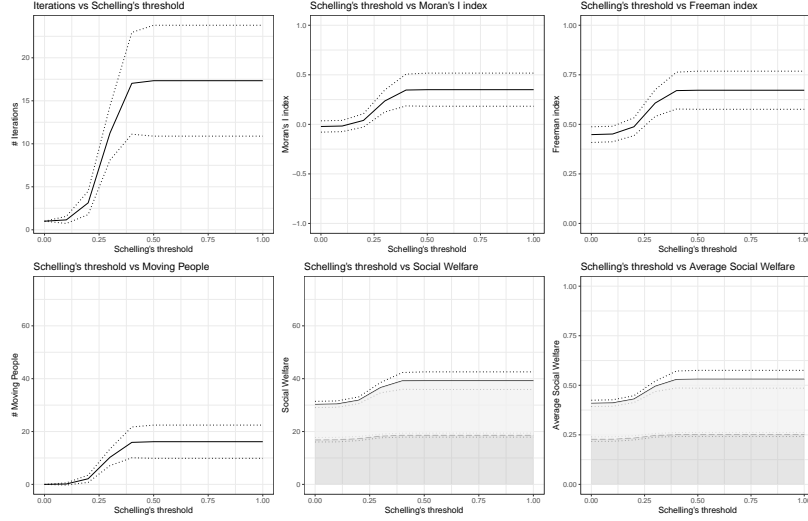 Iterations vs Schelling's threshold
# Iterations
20
15
10
5
0
0.00 0.25 0.50 0.75 1.00
Schelling's threshold
Schelling's threshold vs Moran's I index
Moran's I index
1.0
0.5
0.0
−0.5
−1.0
0.00 0.25 0.50 0.75 1.00
Schelling's threshold
Schelling's threshold vs Freeman index
Freeman index
1.00
0.75
0.50
0.25
0.00
0.00 0.25 0.50 0.75 1.00
Schelling's threshold
Schelling's threshold vs Moving People
# Moving People
60
40
20
0
0.00 0.25 0.50 0.75 1.00
Schelling's threshold
Schelling's threshold vs Social Welfare
Social Welfare
60
40
20
0
0.00 0.25 0.50 0.75 1.00
Schelling's threshold
Schelling's threshold vs Average Social Welfare
Average Social Welfare
1.00
0.75
0.50
0.25
0.00
0.00 0.25 0.50 0.75 1.00
Schelling's threshold